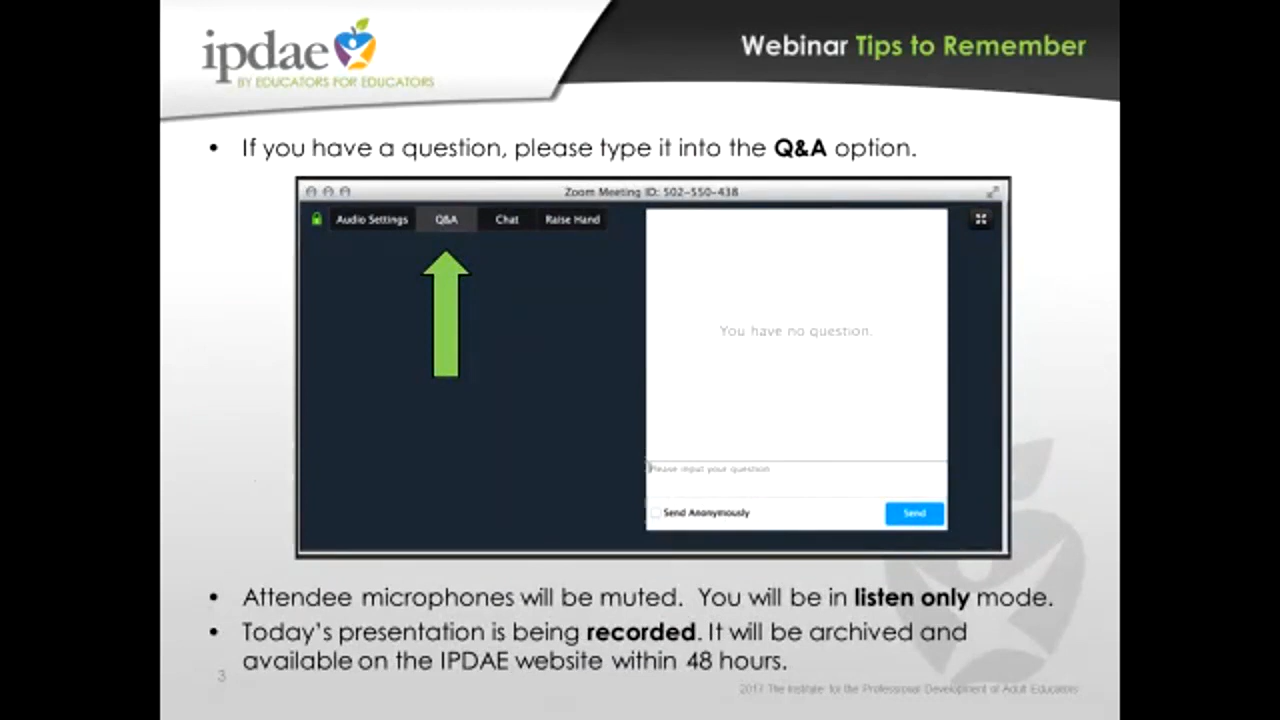 ipdae
BY EDUCATORS FOR EDUCATORS
Webinar Tips to Remember
• If you have a question, please type it into the Q&A option.
Zoom Meeting ID: 502-550-438
Audio Settings Q&A Chat Raise Hand
You have no question.
Please input your question
Send Anonymously Send
• Attendee microphones will be muted. You will be in listen only mode.
• Today's presentation is being recorded. It will be archived and
available on the IPDAE website within 48 hours.
3
2017 The Institute for the Professional Development of Adult Educators